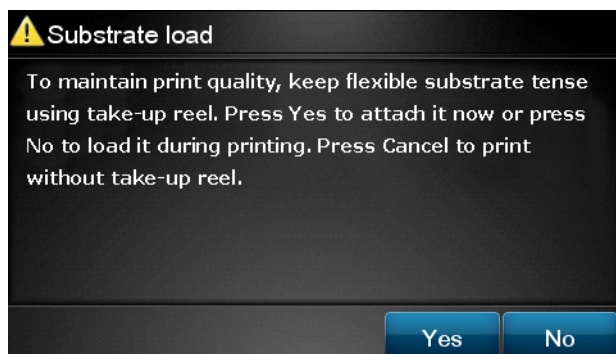 Substrate load
To maintain print quality, keep flexible substrate tense
using take-up reel. Press Yes to attach it now or press
No to load it during printing. Press Cancel to print
without take-up reel.
Yes No